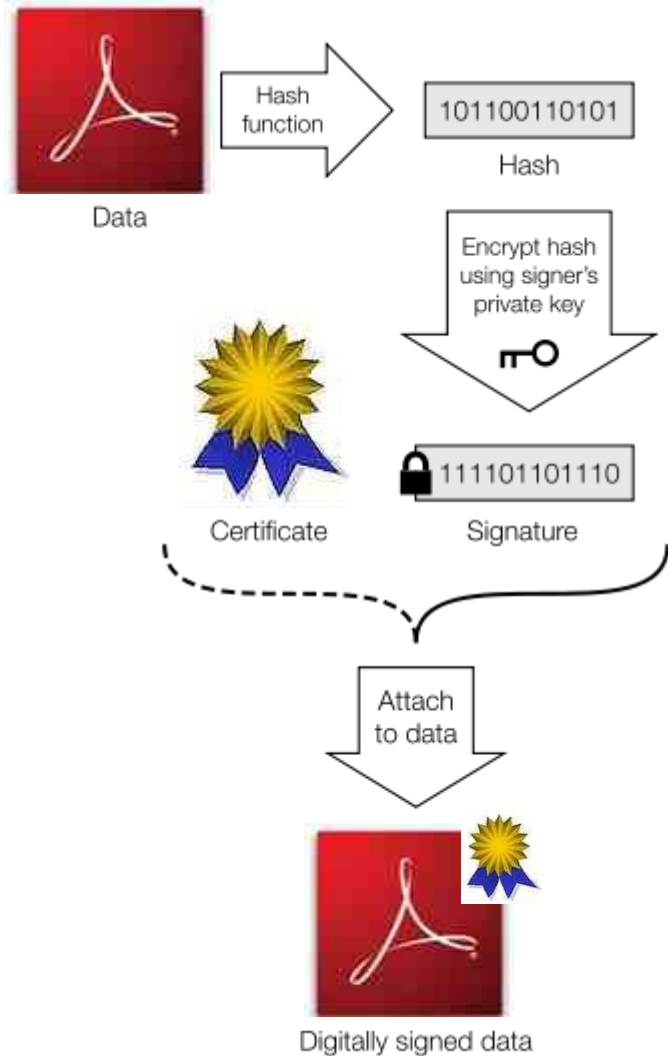 Hash
function
101100110101
Hash
Data
Encrypt hash
using signer's
private key
111101101110
Certificate
Signature
Attach
to data
Digitally signed data